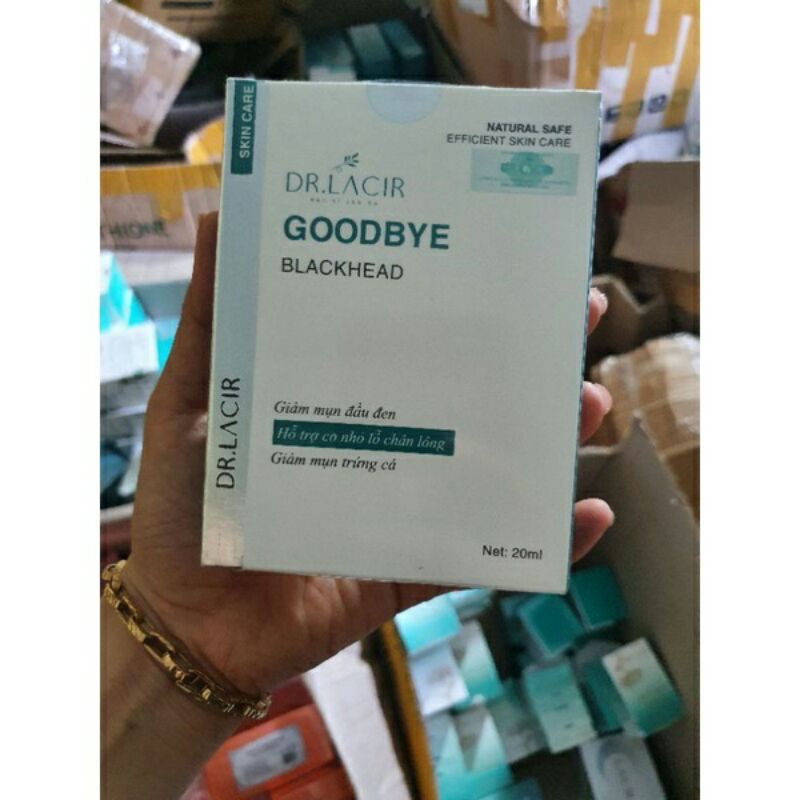 SKIN CARE
NATURAL SAFE
EFFICIENT SKIN CARE
DR.LACIR
GOODBYE
BLACKHEAD
Giảm mụn đầu đen
Hỗ trợ co nhỏ lỗ chân lông
Giảm mụn trứng cá
DR.LACIR
Net: 20ml